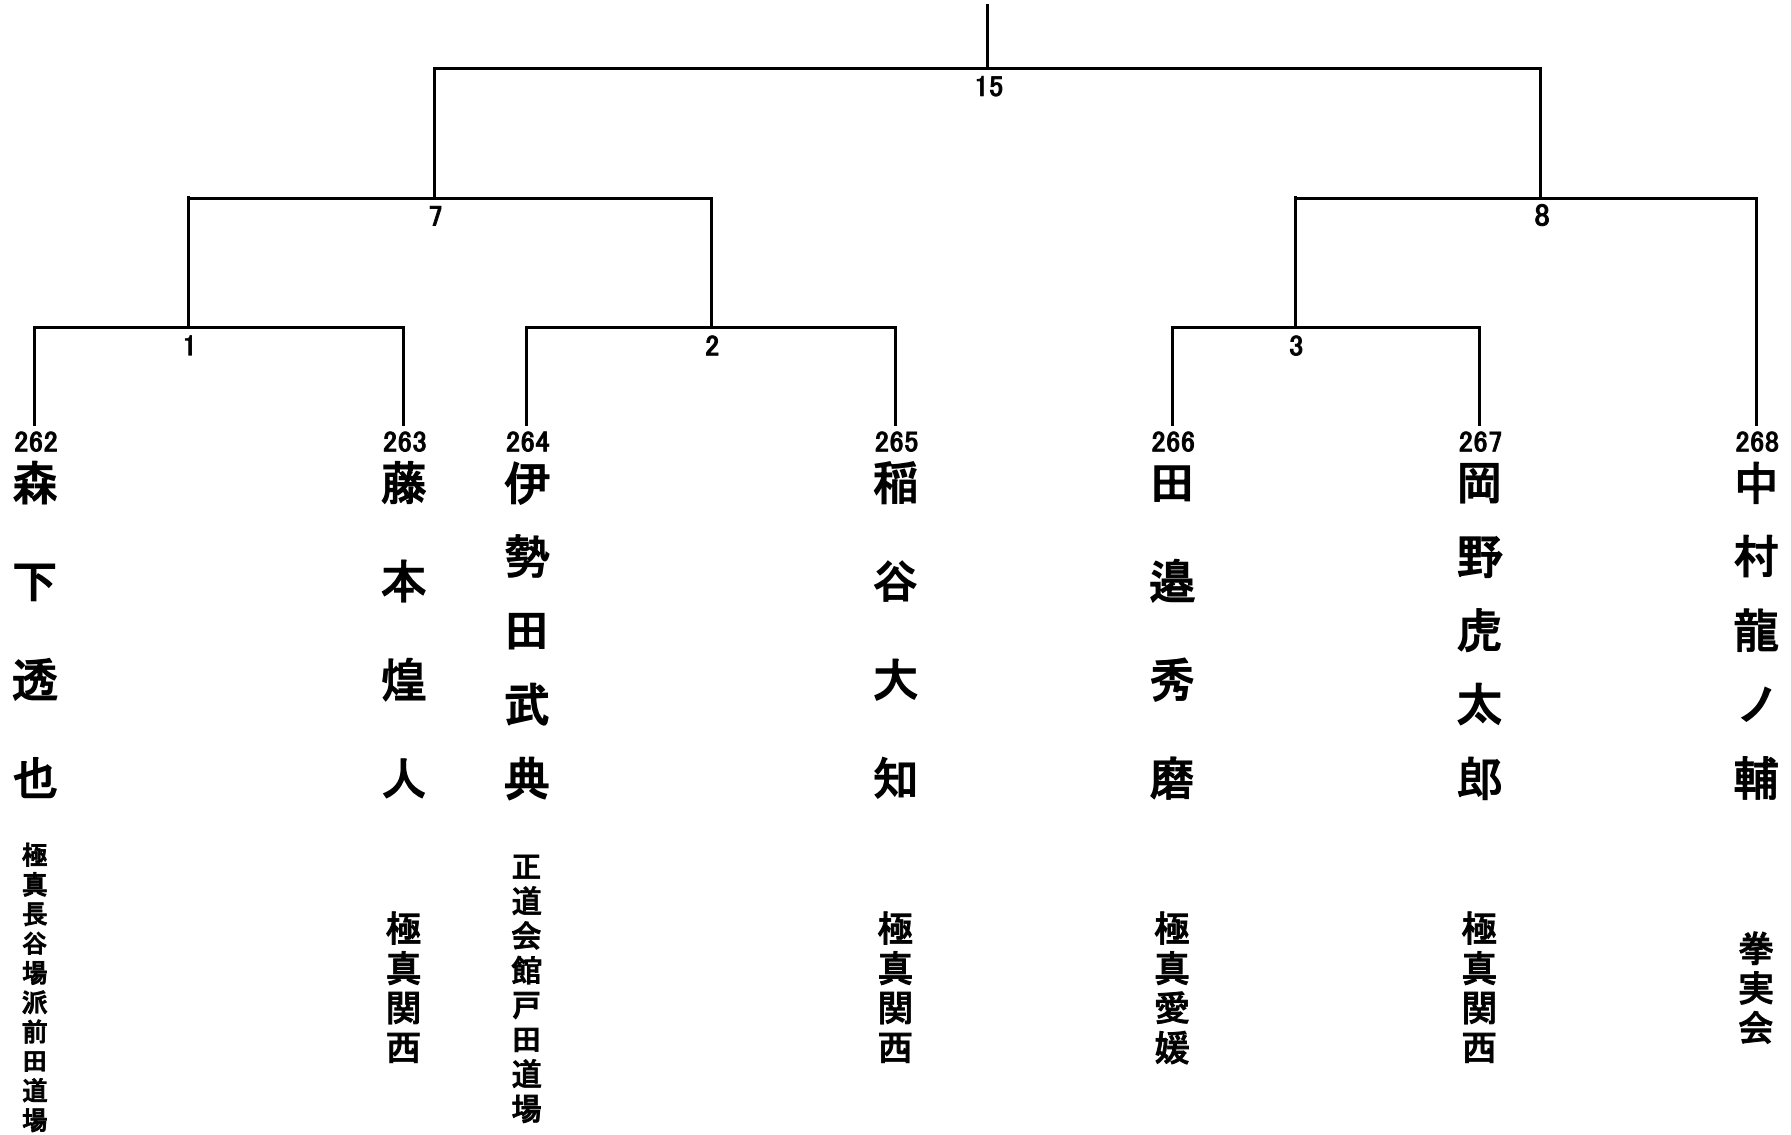 15
7
8
1
2
3
262
森下透也
極真長谷場派前田道場
263
藤本煌人
極真関西
264
伊勢田武典
正道会館戸田道場
265
稲谷大知
極真関西
266
田邉秀磨
極真愛媛
267
岡野虎太郎
極真関西
268
中村龍ノ輔
拳実会